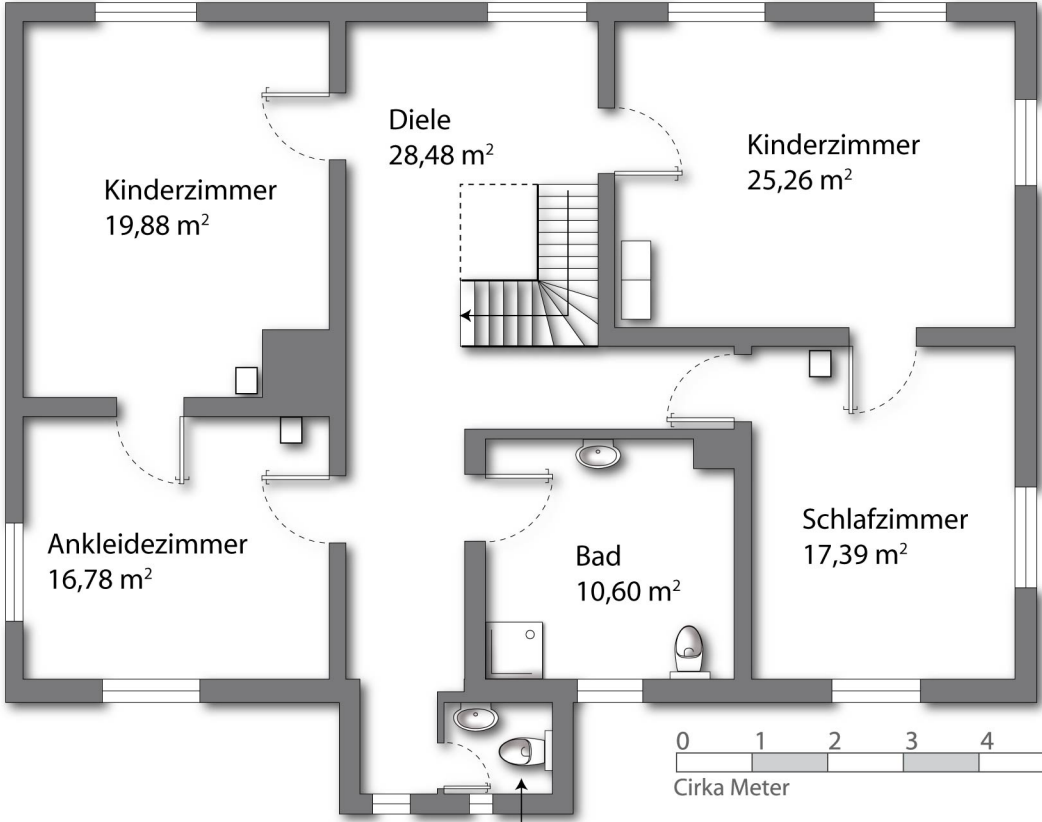 Diele
28,48 m²
Kinderzimmer
25,26 m²
Kinderzimmer
19,88 m²
Ankleidezimmer
16,78 m²
Bad
10,60 m²
Schlafzimmer
17,39 m²
0 1 2 3 4
Cirka Meter